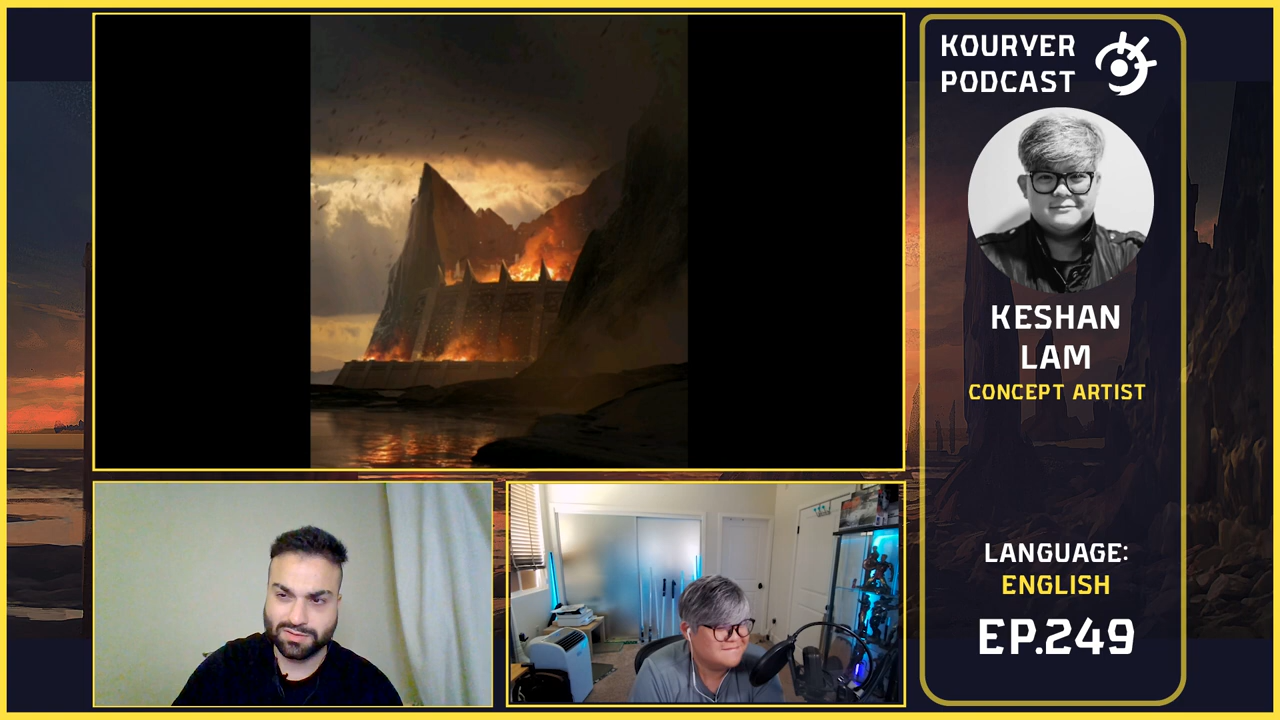 KOURYER
PODCAST
KESHAN
LAM
CONCEPT ARTIST
LANGUAGE:
ENGLISH
EP.249